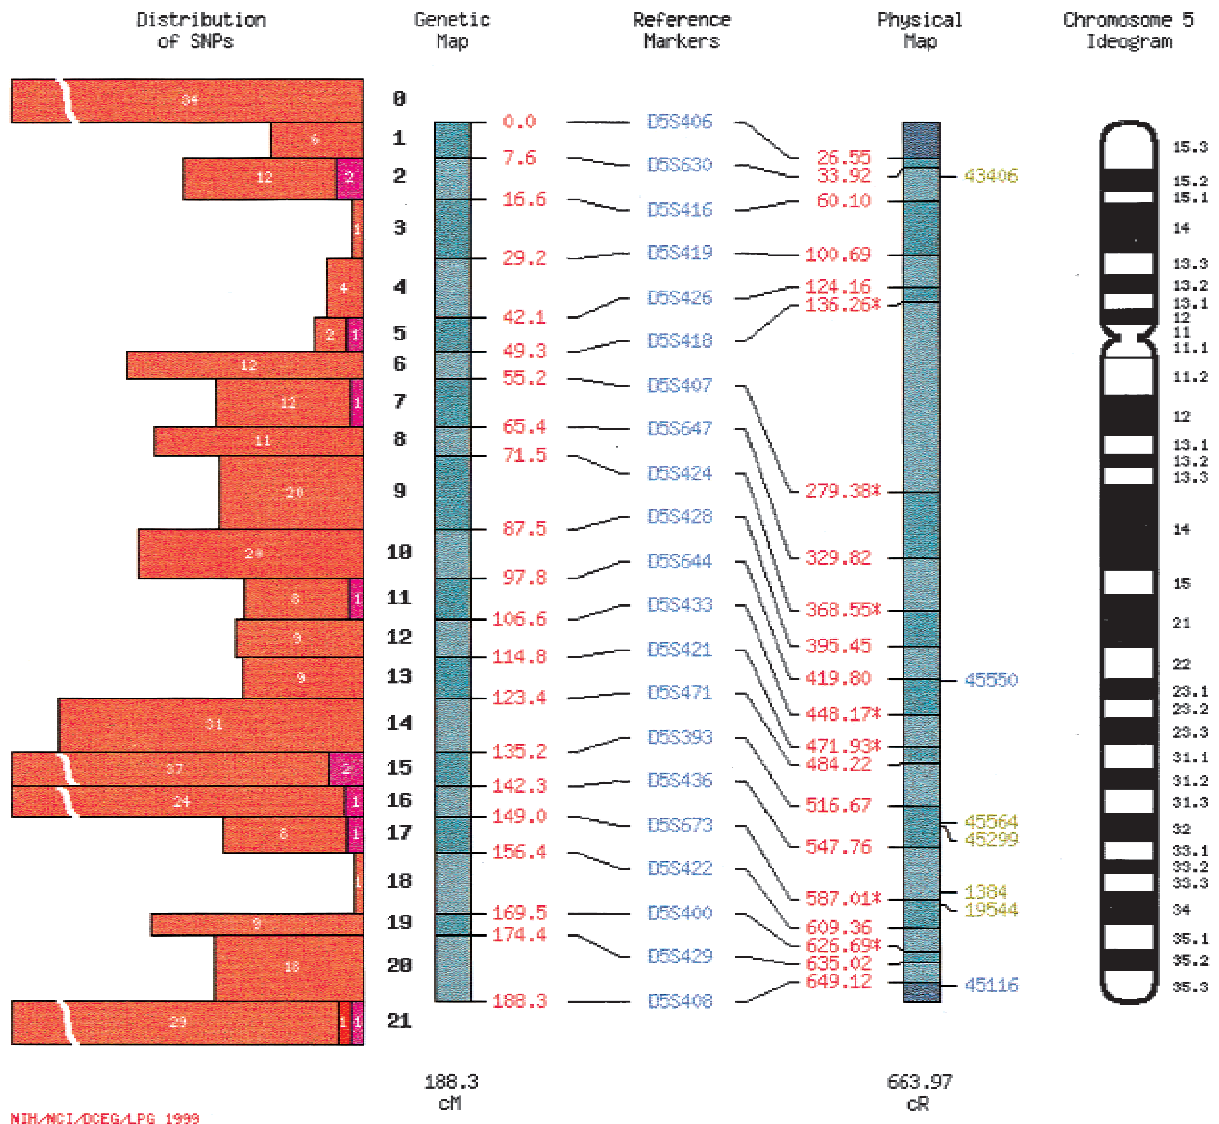 Distribution of SNPs
Genetic Map
Reference Markers
Physical Map
Chromosome 5 Ideogram
34 0
6 1
12 2 2
1 3
4 4
2 1 5
12 6
12 1 7
11 8
20 9
20 10
8 1 11
9 12
9 13
31 14
37 2 15
24 1 16
8 1 17
1 18
9 19
18 20
29 1 1 21
0.0 D5S406 26.55
7.6 D5S630 33.92
16.6 D5S416 60.10
29.2 D5S419 100.69
42.1 D5S426 124.16
49.3 D5S418 136.26*
55.2 D5S407 279.38*
65.4 D5S647 329.82
71.5 D5S424 368.55*
87.5 D5S428 395.45
97.8 D5S644 419.80
106.6 D5S433 448.17*
114.8 D5S421 471.93*
123.4 D5S471 484.22
135.2 D5S393 516.67
142.3 D5S436 547.76
149.0 D5S673 587.01*
156.4 D5S422 609.36
169.5 D5S400 626.69*
174.4 D5S429 635.02
188.3 D5S408 649.12
43406
45550
45564
45299
1384
19544
45116
15.3
15.2
15.1
14
13.3
13.2
13.1
12
11
11.1
11.2
12
13.1
13.2
13.3
14
15
21
22
23.1
23.2
23.3
31.1
31.2
31.3
32
33.1
33.2
33.3
34
35.1
35.2
35.3
188.3
cM
663.97
cR
NIH/NCI/DCEG/LPG 1999